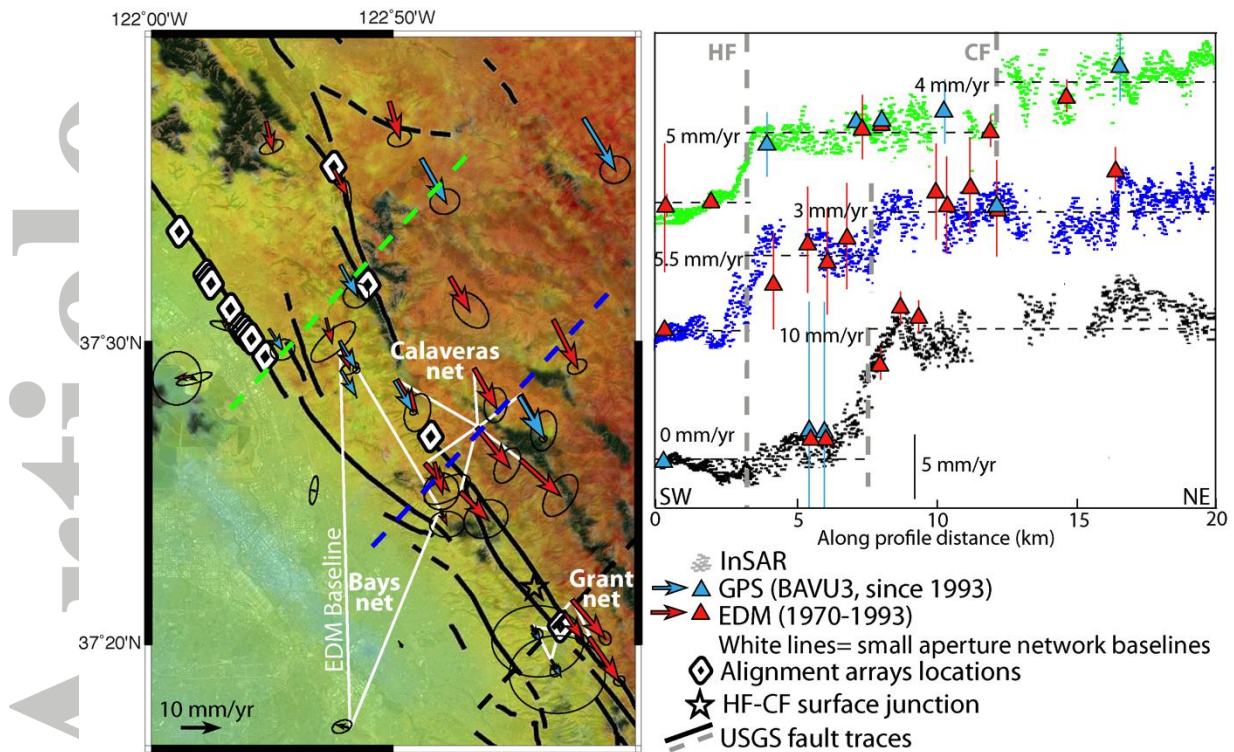 122°00'W
122°50'W
HF
CF
4 mm/yr
5 mm/yr
3 mm/yr
5.5 mm/yr
10 mm/yr
0 mm/yr
5 mm/yr
SW
NE
0
5
10
15
20
Along profile distance (km)
37°30'N
37°20'N
Calaveras
net
EDM Baseline
Bays
net
Grant
net
10 mm/yr
InSAR
GPS (BAVU3, since 1993)
EDM (1970-1993)
White lines= small aperture network baselines
Alignment arrays locations
HF-CF surface junction
USGS fault traces